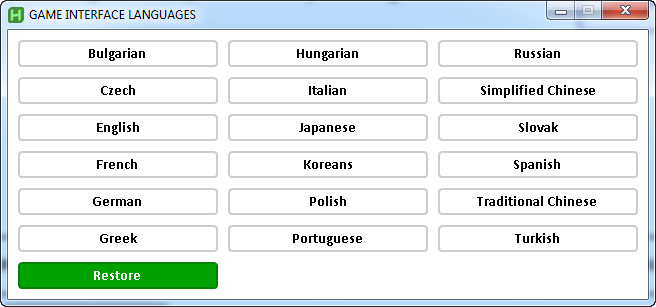 H GAME INTERFACE LANGUAGES
Bulgarian Hungarian Russian
Czech Italian Simplified Chinese
English Japanese Slovak
French Koreans Spanish
German Polish Traditional Chinese
Greek Portuguese Turkish
Restore